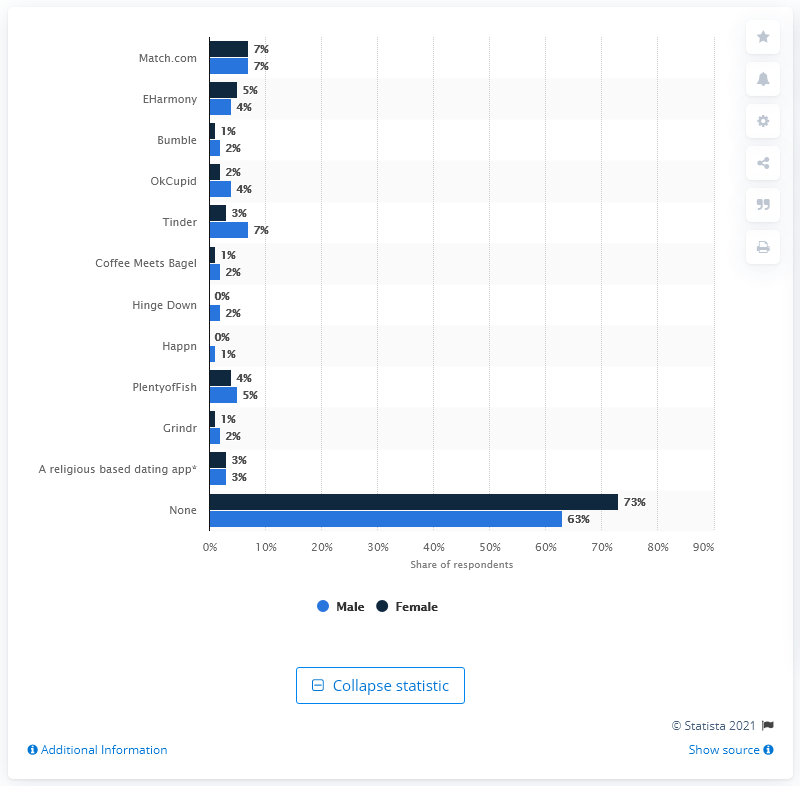 Match.com
7%
7%
EHarmony
5%
4%
Bumble
1%
2%
OkCupid
2%
4%
Tinder
3%
7%
Coffee Meets Bagel
1%
2%
Hinge Down
0%
2%
Happn
0%
1%
PlentyofFish
4%
5%
Grindr
1%
2%
A religious based dating app*
3%
3%
None
73%
63%
0% 10% 20% 30% 40% 50% 60% 70% 80% 90%
Share of respondents
Male Female
Collapse statistic
© Statista 2021
Additional Information Show source